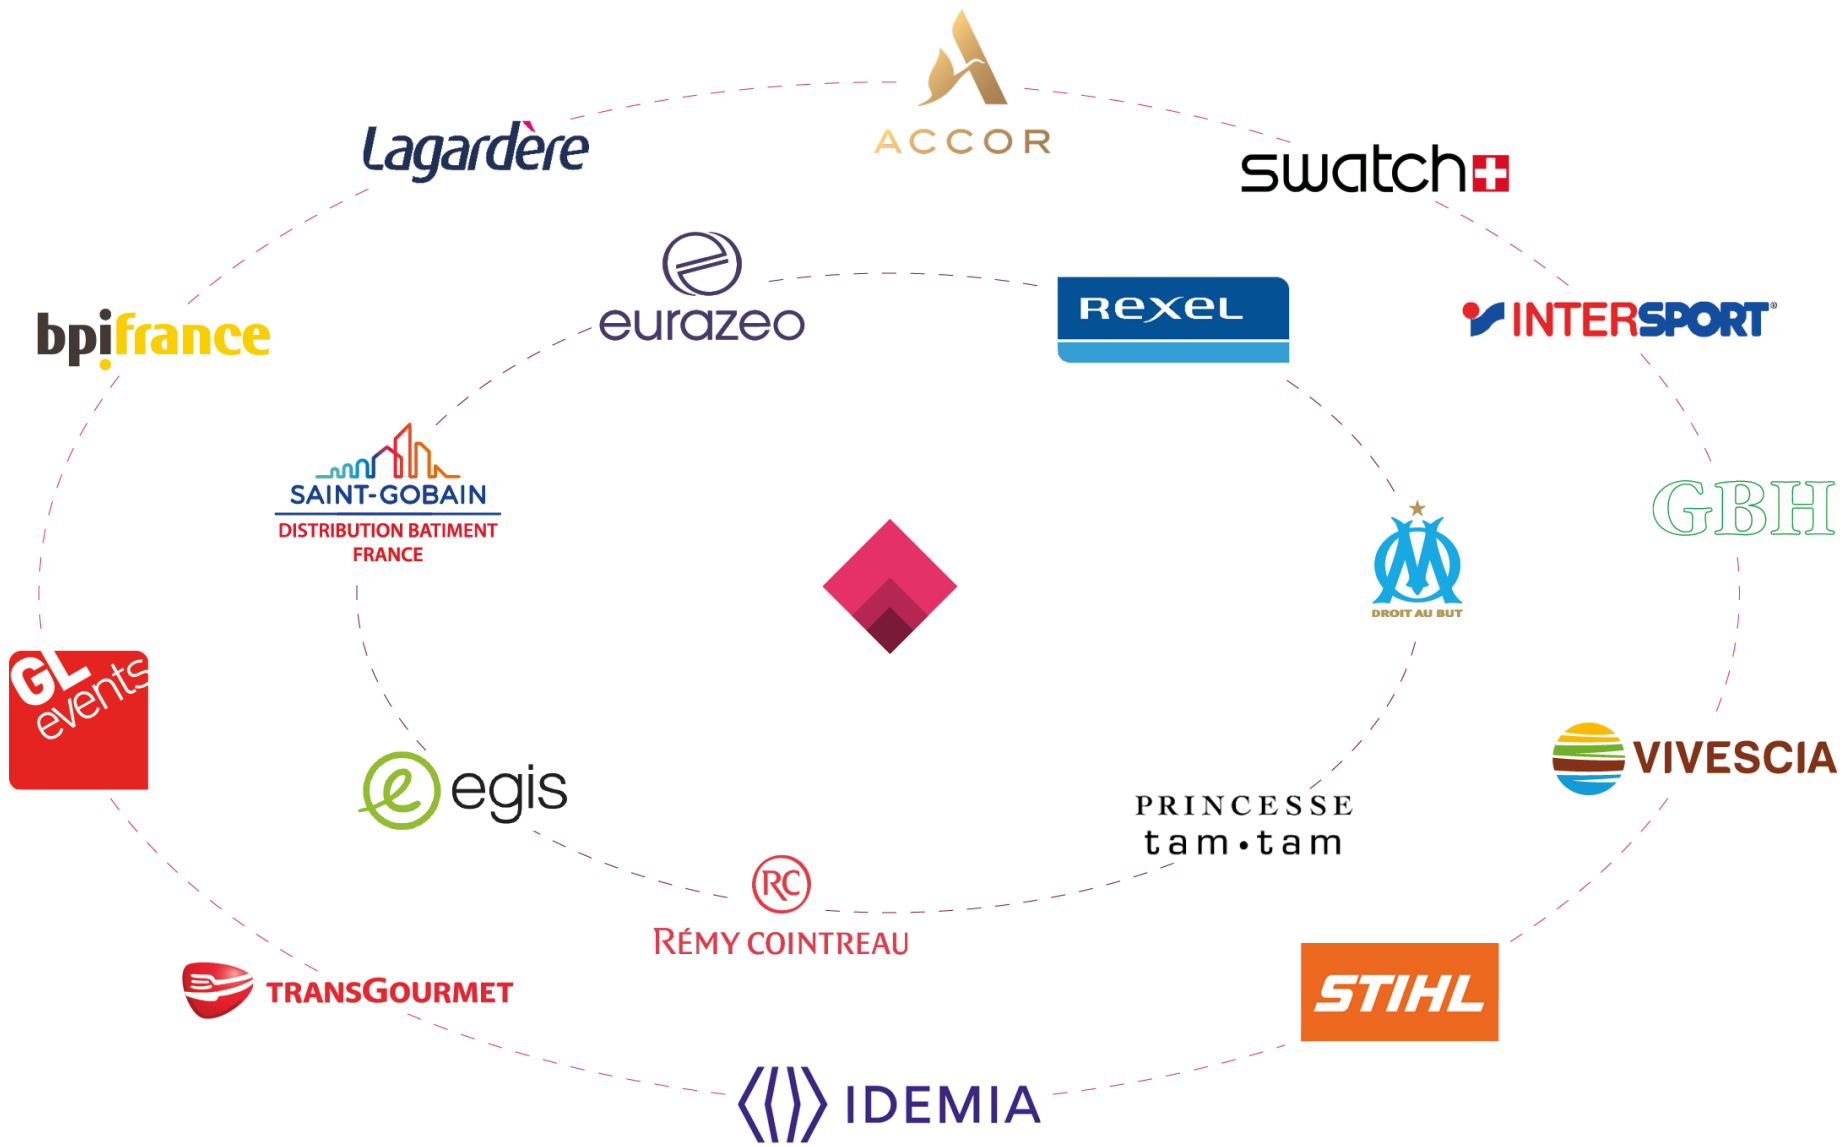 ACCOR
Lagardère
swatch
eurazeo
REXEL
bpifrance
INTERSPORT®
SAINT-GOBAIN
DISTRIBUTION BATIMENT
FRANCE
GBH
M
DROIT AU BUT
GL
events
e egis
VIVESCIA
PRINCESSE
tam•tam
RC
RÉMY COINTREAU
TRANSGOURMET
STIHL
IDEMIA